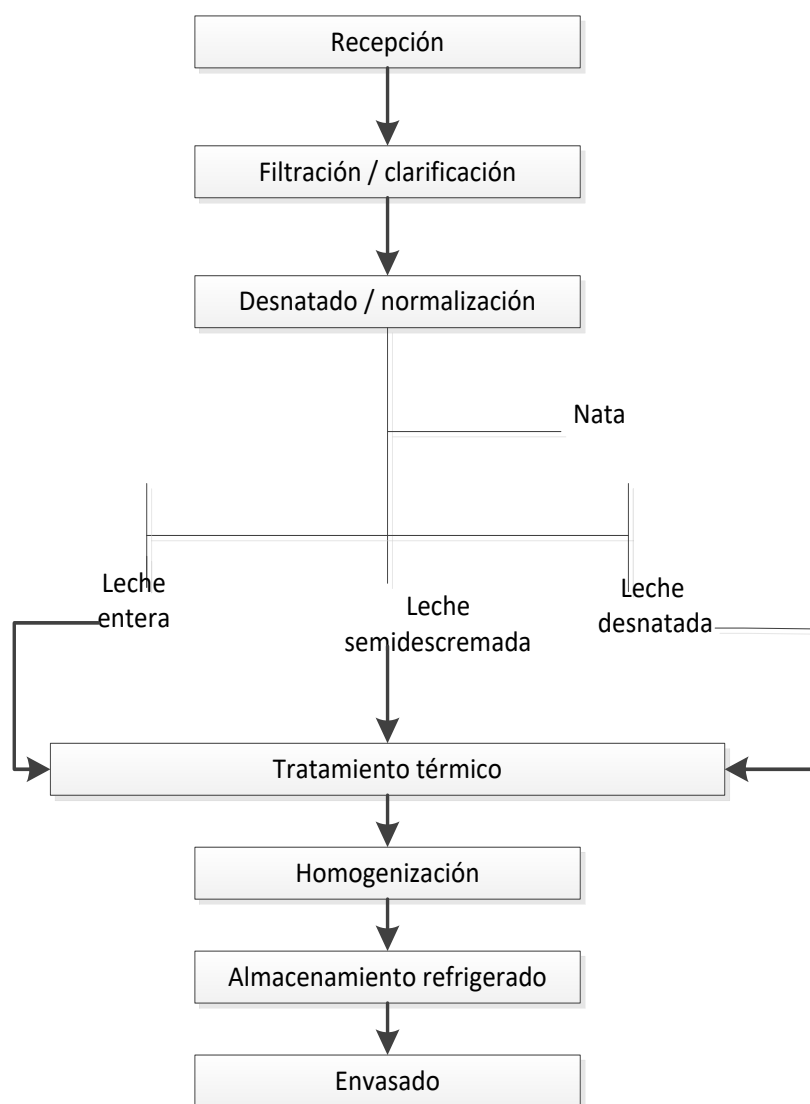 Recepción
Filtración / clarificación
Desnatado / normalización
Nata
Leche
entera
Leche
semidescremada
Leche
desnatada
Tratamiento térmico
Homogenización
Almacenamiento refrigerado
Envasado